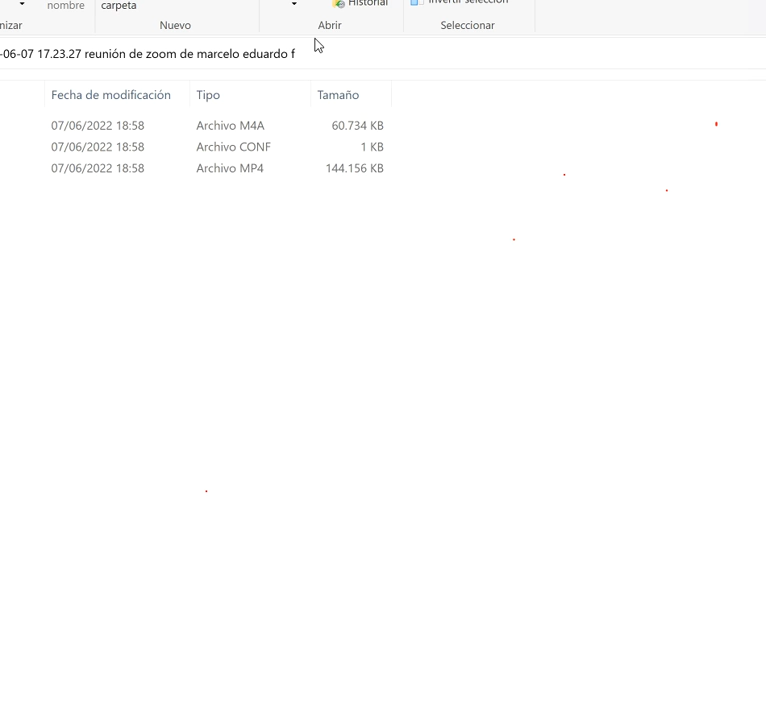 nombre
carpeta
Historial
Invertir selección
nizar
Nuevo
Abrir
Seleccionar
-06-07 17.23.27 reunión de zoom de marcelo eduardo f
Fecha de modificación Tipo Tamaño
07/06/2022 18:58 Archivo M4A 60.734 KB
07/06/2022 18:58 Archivo CONF 1 KB
07/06/2022 18:58 Archivo MP4 144.156 KB